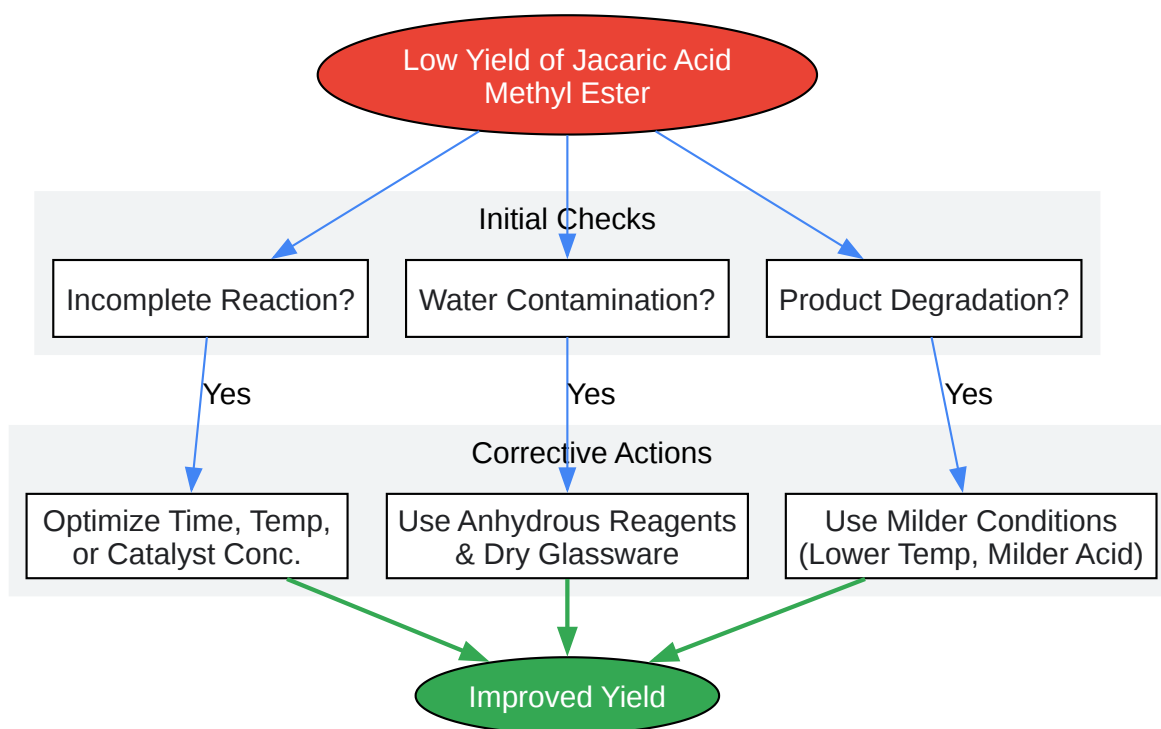 Low Yield of Jacaric Acid
Methyl Ester
Initial Checks
Incomplete Reaction?
Water Contamination?
Product Degradation?
Yes
Yes
Yes
Corrective Actions
Optimize Time, Temp,
or Catalyst Conc.
Use Anhydrous Reagents
& Dry Glassware
Use Milder Conditions
(Lower Temp, Milder Acid)
Improved Yield